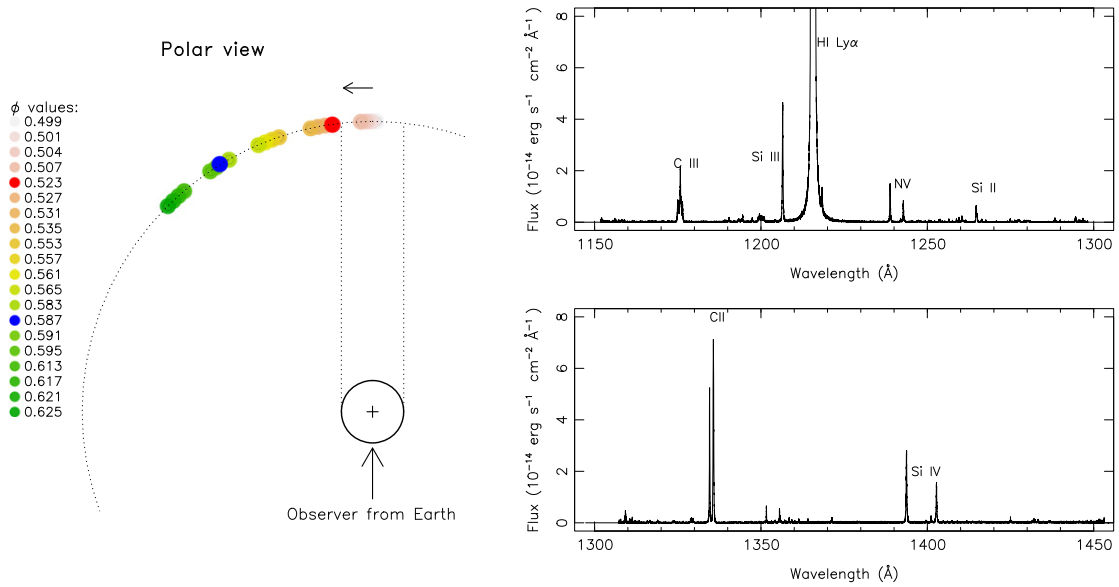 Polar view
ϕ values:
0.499
0.501
0.504
0.507
0.523
0.527
0.531
0.535
0.553
0.557
0.561
0.565
0.583
0.587
0.591
0.595
0.613
0.617
0.621
0.625
Observer from Earth
Flux (10⁻¹⁴ erg s⁻¹ cm⁻² Å⁻¹)
8
6
4
2
0
HI Lyα
C III
Si III
NV
Si II
1150
1200
1250
1300
Wavelength (Å)
Flux (10⁻¹⁴ erg s⁻¹ cm⁻² Å⁻¹)
8
6
4
2
0
CII
Si IV
1300
1350
1400
1450
Wavelength (Å)